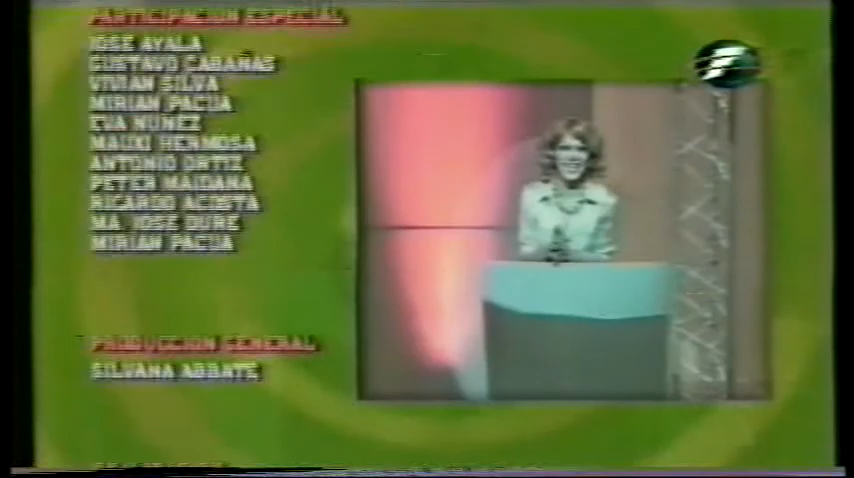 PARTICIPACION ESPECIAL
JOSE AYALA
GUSTAVO CABAÑAS
VIVIAN SILVA
MIRIAN PACUA
EVA NUÑEZ
MAUXI HERMOSA
ANTONIO ORTIZ
PETER MAIDANA
RICARDO ACOSTA
MA JOSE DURE
MIRIAN PACUA
PRODUCCION GENERAL
SILVANA ABBATE